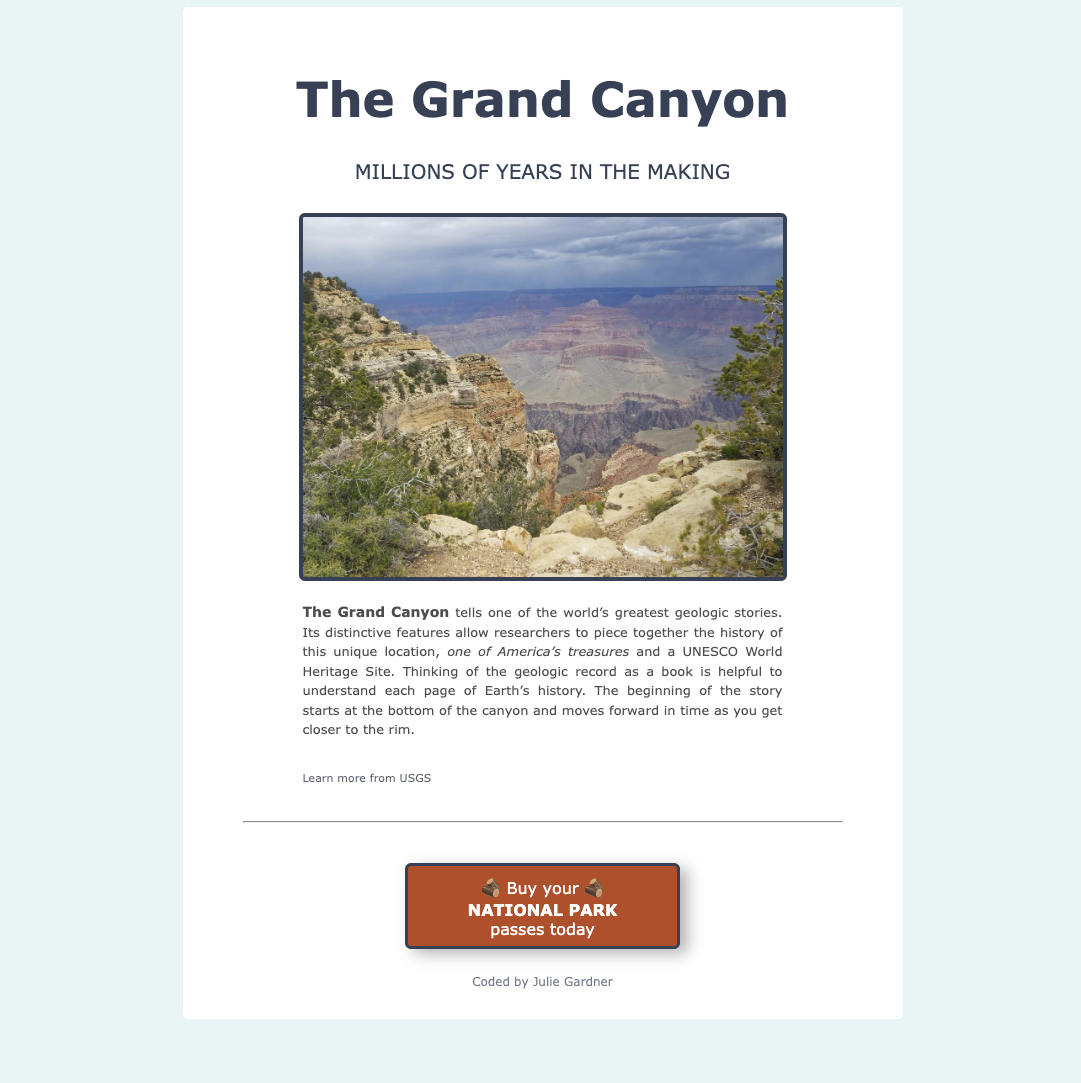 The Grand Canyon
MILLIONS OF YEARS IN THE MAKING
The Grand Canyon tells one of the world’s greatest geologic stories.
Its distinctive features allow researchers to piece together the history of
this unique location, one of America’s treasures and a UNESCO World
Heritage Site. Thinking of the geologic record as a book is helpful to
understand each page of Earth’s history. The beginning of the story
starts at the bottom of the canyon and moves forward in time as you get
closer to the rim.
Learn more from USGS
🪵 Buy your 🪵
NATIONAL PARK
passes today
Coded by Julie Gardner